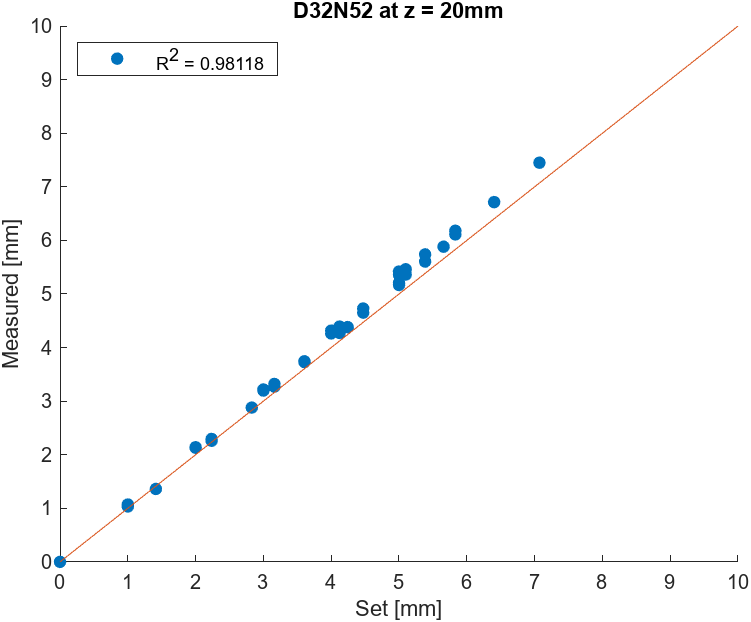 D32N52 at z = 20mm
R² = 0.98118
Measured [mm]
10
9
8
7
6
5
4
3
2
1
0
0 1 2 3 4 5 6 7 8 9 10
Set [mm]